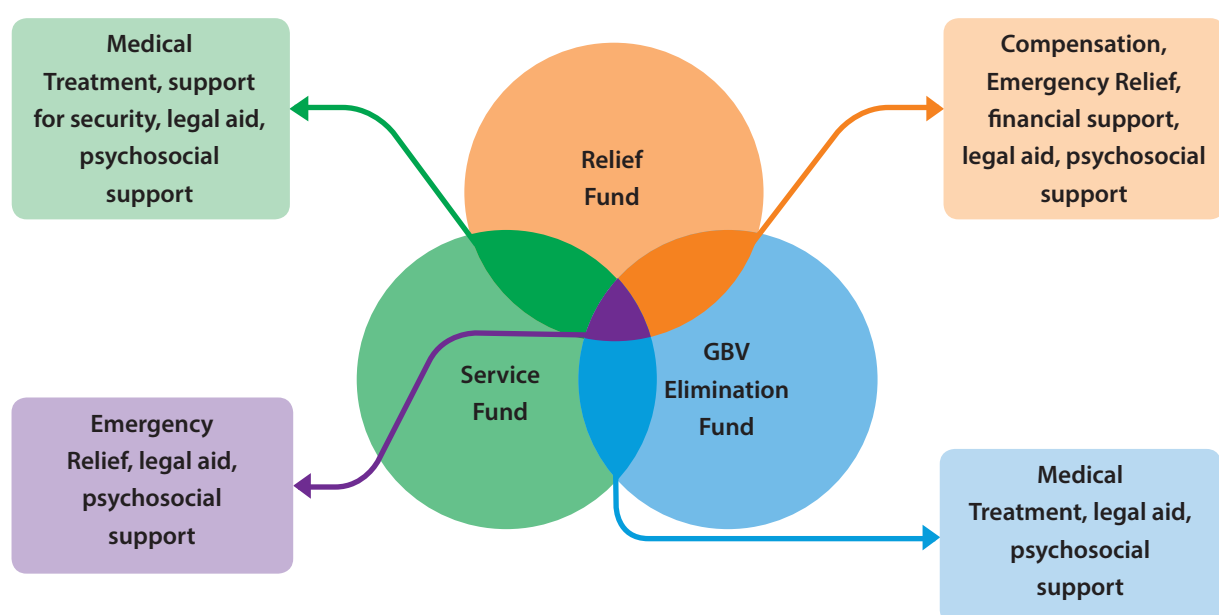 Medical
Treatment, support
for security, legal aid,
psychosocial
support
Compensation,
Emergency Relief,
financial support,
legal aid, psychosocial
support
Relief
Fund
Service
Fund
GBV
Elimination
Fund
Emergency
Relief, legal aid,
psychosocial
support
Medical
Treatment, legal aid,
psychosocial
support